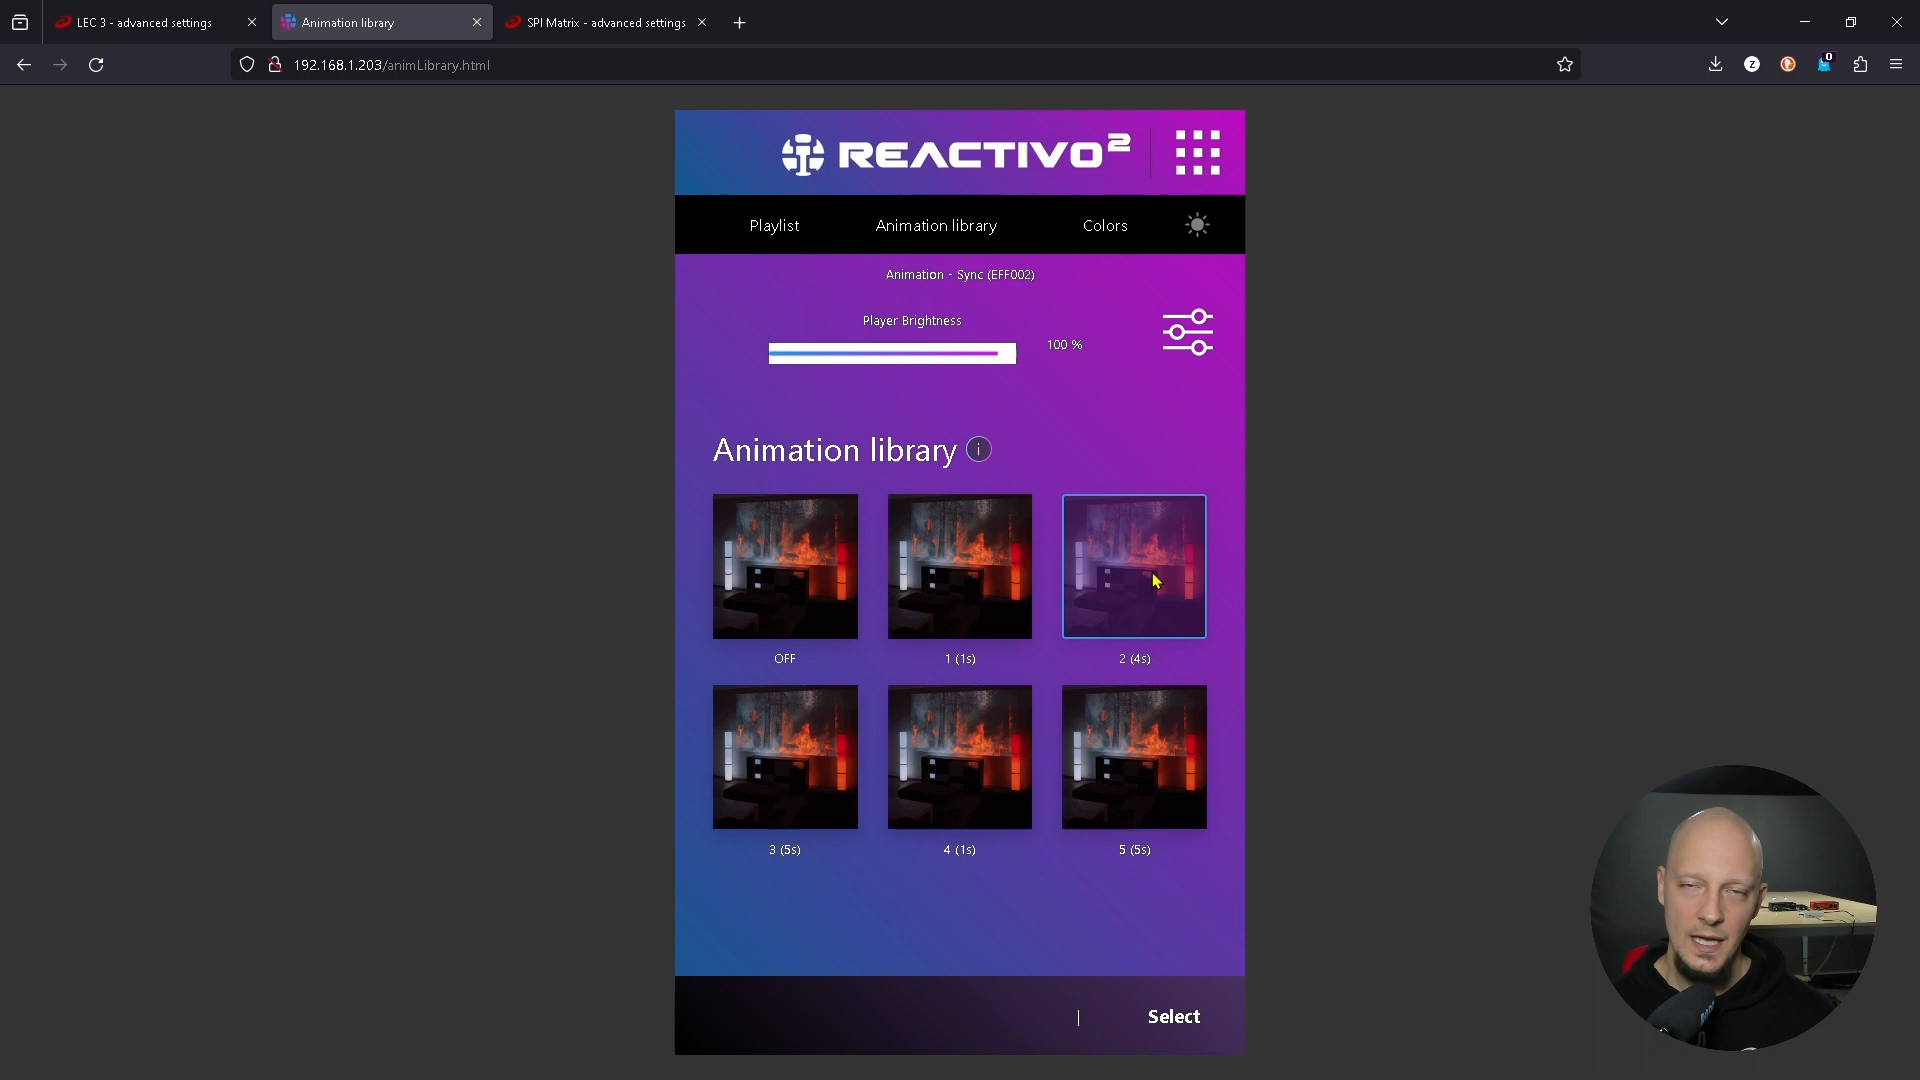 LEC 3 - advanced settings
Animation library
SPI Matrix - advanced settings
192.168.1.203/animLibrary.html
Z
0
REACTIVO2
Playlist
Animation library
Colors
Animation - Sync (EFF002)
Player Brightness
100 %
Animation library
i
OFF
1 (1s)
2 (4s)
3 (5s)
4 (1s)
5 (5s)
|
Select